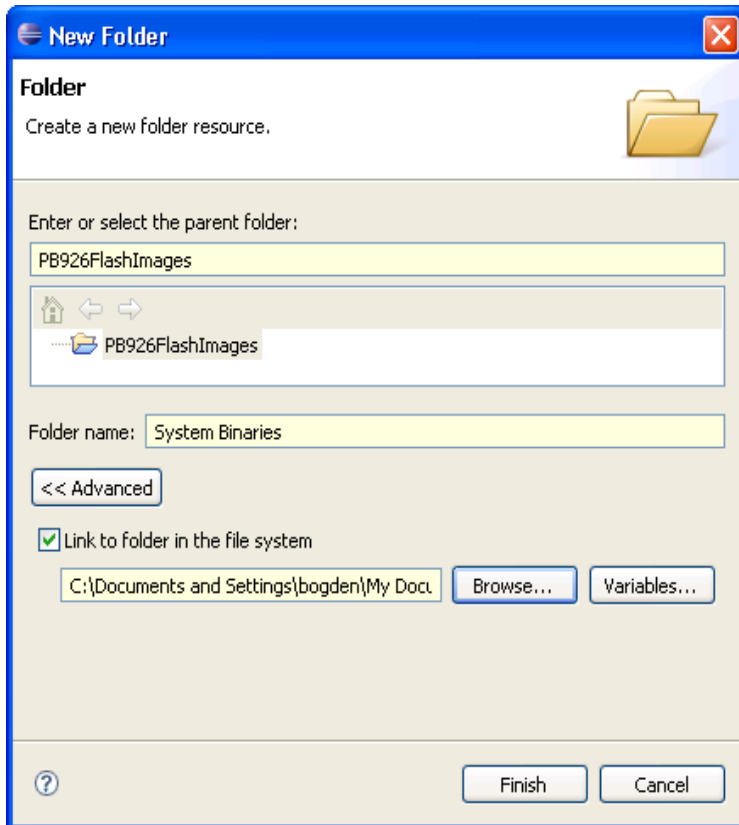 New Folder
Folder
Create a new folder resource.
Enter or select the parent folder:
PB926FlashImages
PB926FlashImages
Folder name: System Binaries
<< Advanced
Link to folder in the file system
C:\Documents and Settings\bogden\My Docu Browse... Variables...
? Finish Cancel